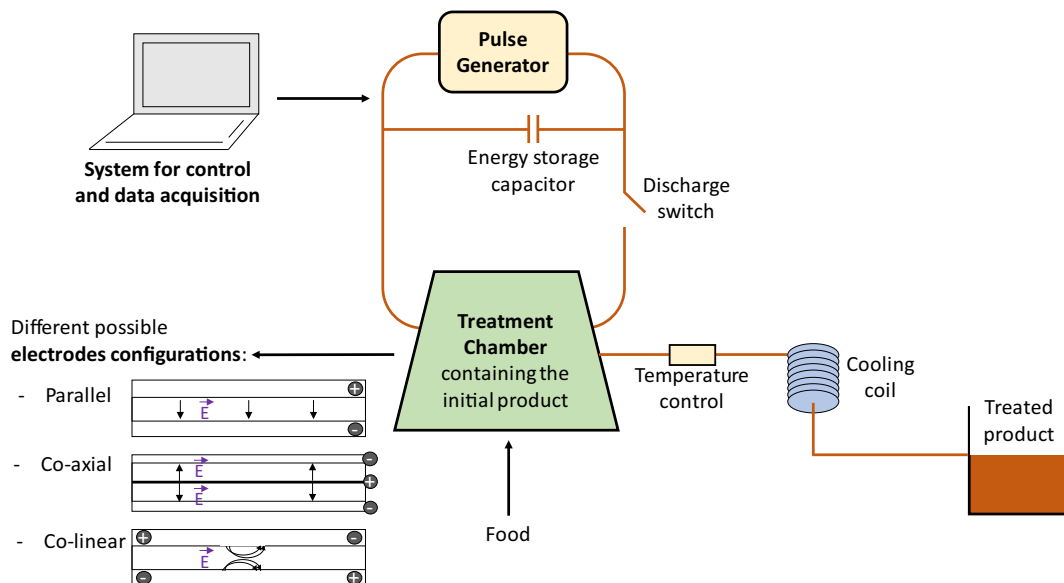 Pulse
Generator
Energy storage
capacitor
Discharge
switch
System for control
and data acquisition
Treatment
Chamber
containing the
initial product
Different possible
electrodes configurations:
- Parallel
+
E
-
- Co-axial
-
E
+
E
-
- Co-linear
+
-
E
-
+
Food
Temperature
control
Cooling
coil
Treated
product